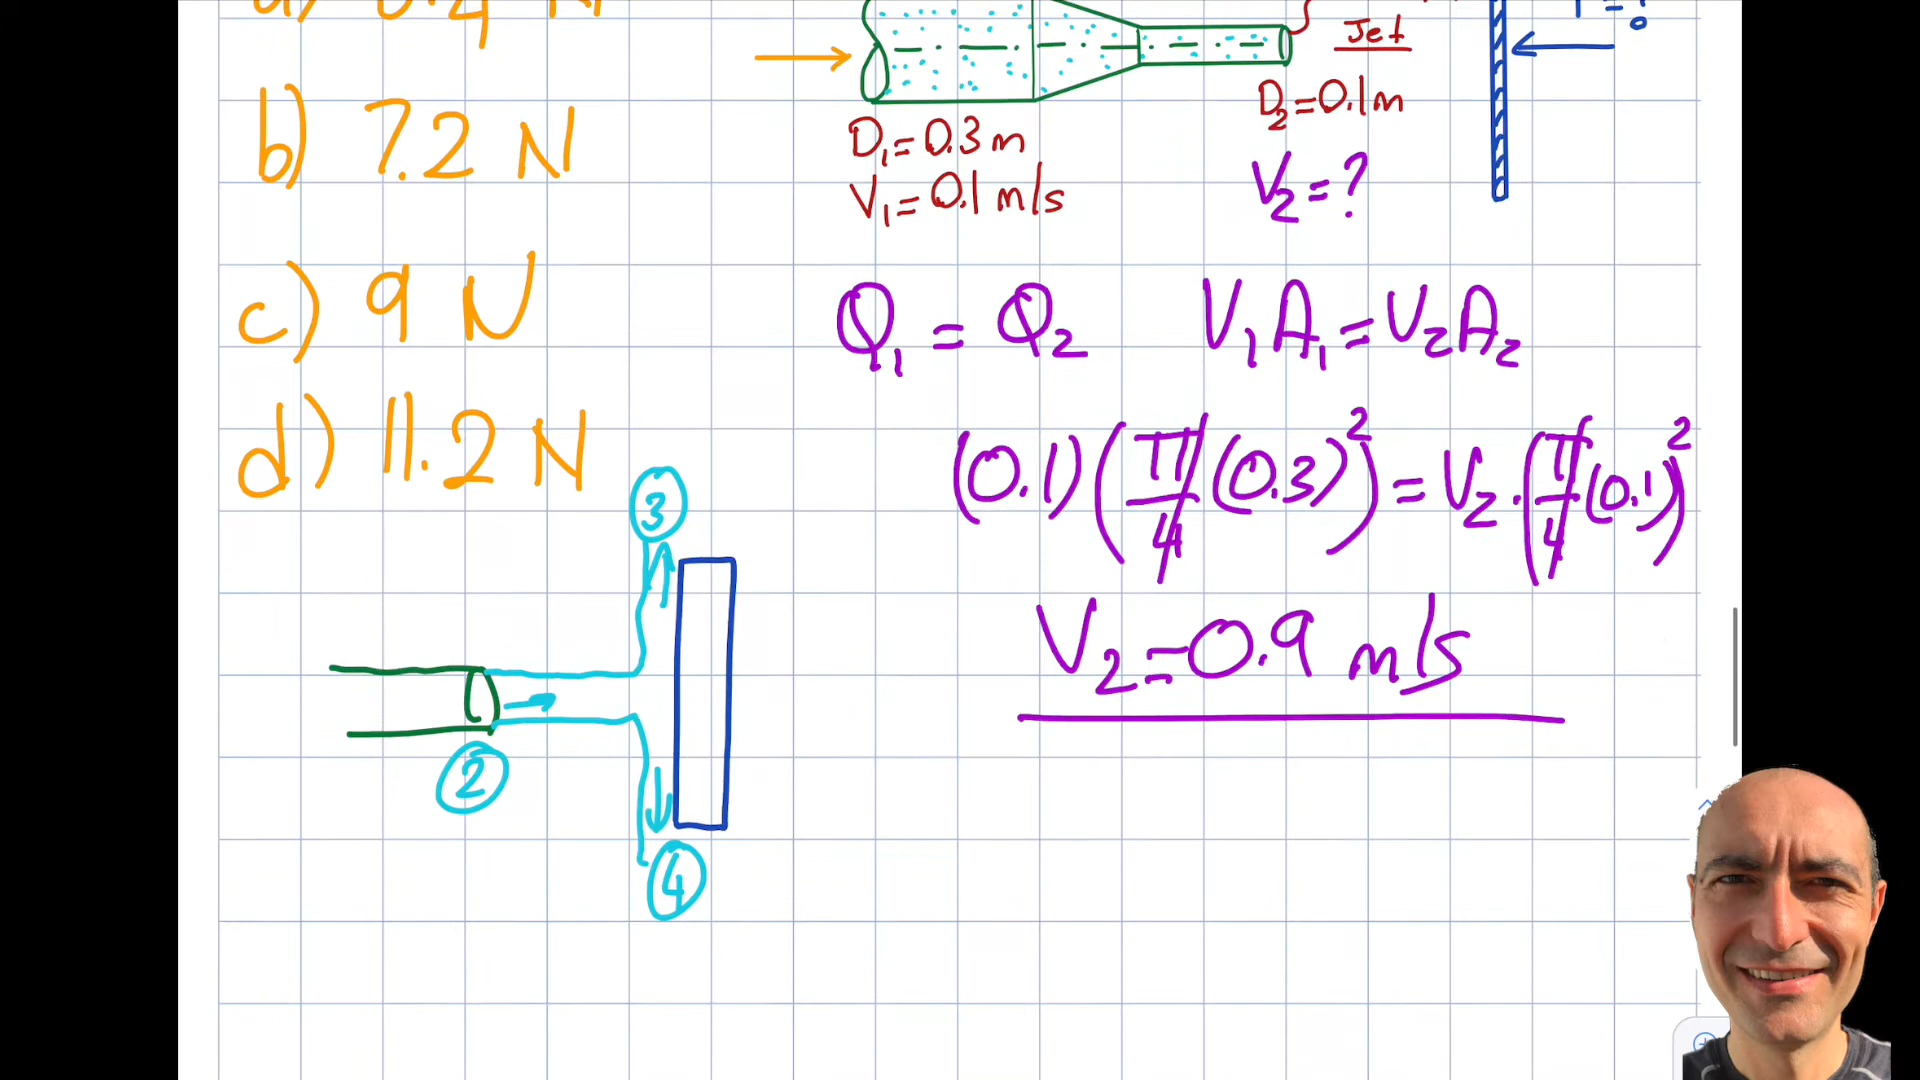 b) 7.2 N
c) 9 N
d) 11.2 N
Jet
D₁=0.3 m
V₁=0.1 m/s
D₂=0.1m
V₂=?
Q₁ = Q₂ V₁A₁=V₂A₂
(0.1)(π/4(0.3)²)=V₂.(π/4(0.1)²)
V₂=0.9 m/s
3
2
4